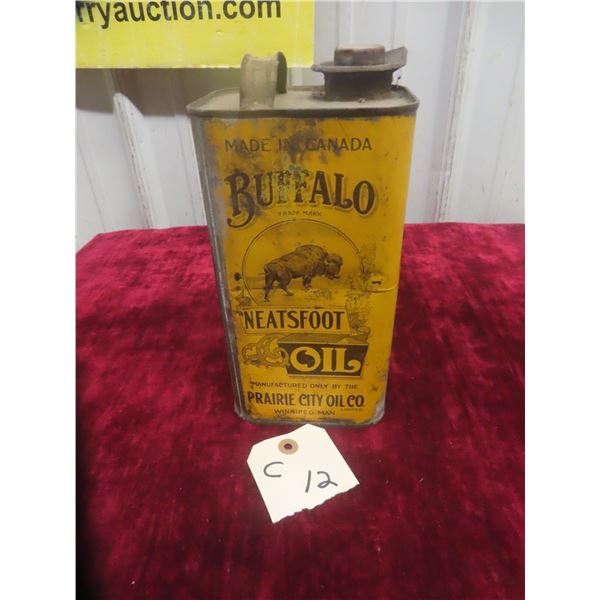 rryauction.com
MADE IN CANADA
BUFFALO
TRADE MARK
NEATSFOOT
OIL
MANUFACTURED ONLY BY THE
PRAIRIE CITY OIL CO.
LIMITED
WINNIPEG, MAN
C 12